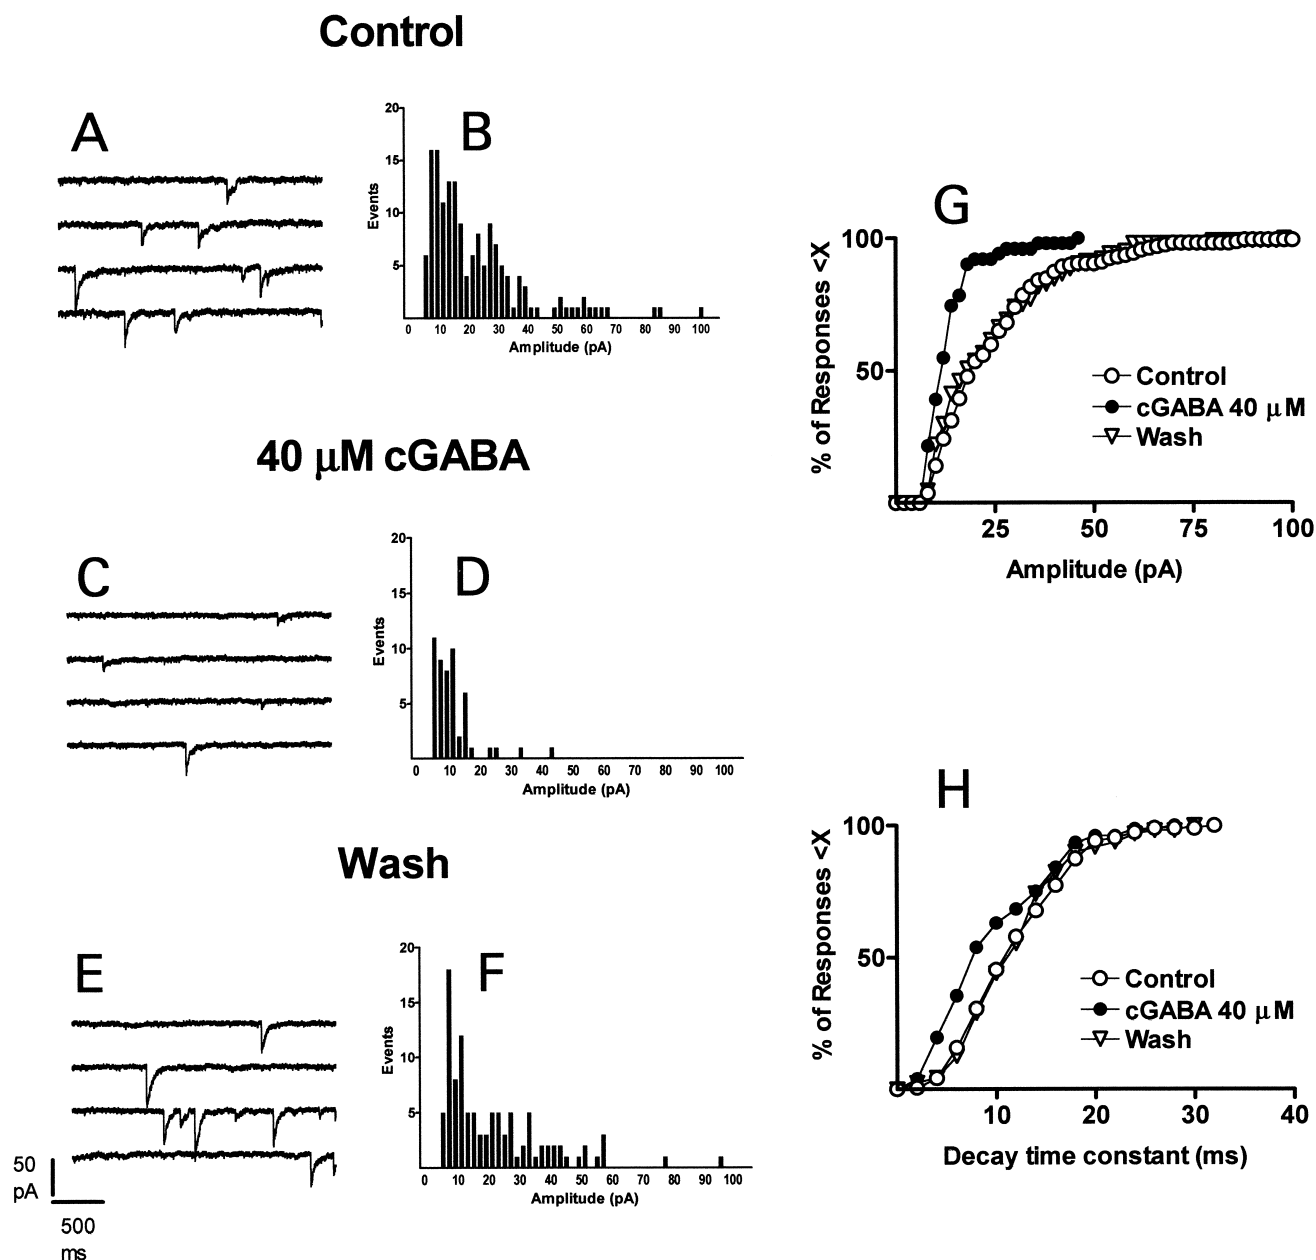 Control
A
B
20
15
10
5
Events
0 10 20 30 40 50 60 70 80 90 100
Amplitude (pA)
40 μM cGABA
C
D
20
15
10
5
Events
0 10 20 30 40 50 60 70 80 90 100
Amplitude (pA)
Wash
E
F
20
15
10
5
Events
0 10 20 30 40 50 60 70 80 90 100
Amplitude (pA)
50
pA
500
ms
G
% of Responses <X
100
50
Control
cGABA 40 μM
Wash
25 50 75 100
Amplitude (pA)
H
% of Responses <X
100
50
Control
cGABA 40 μM
Wash
10 20 30 40
Decay time constant (ms)